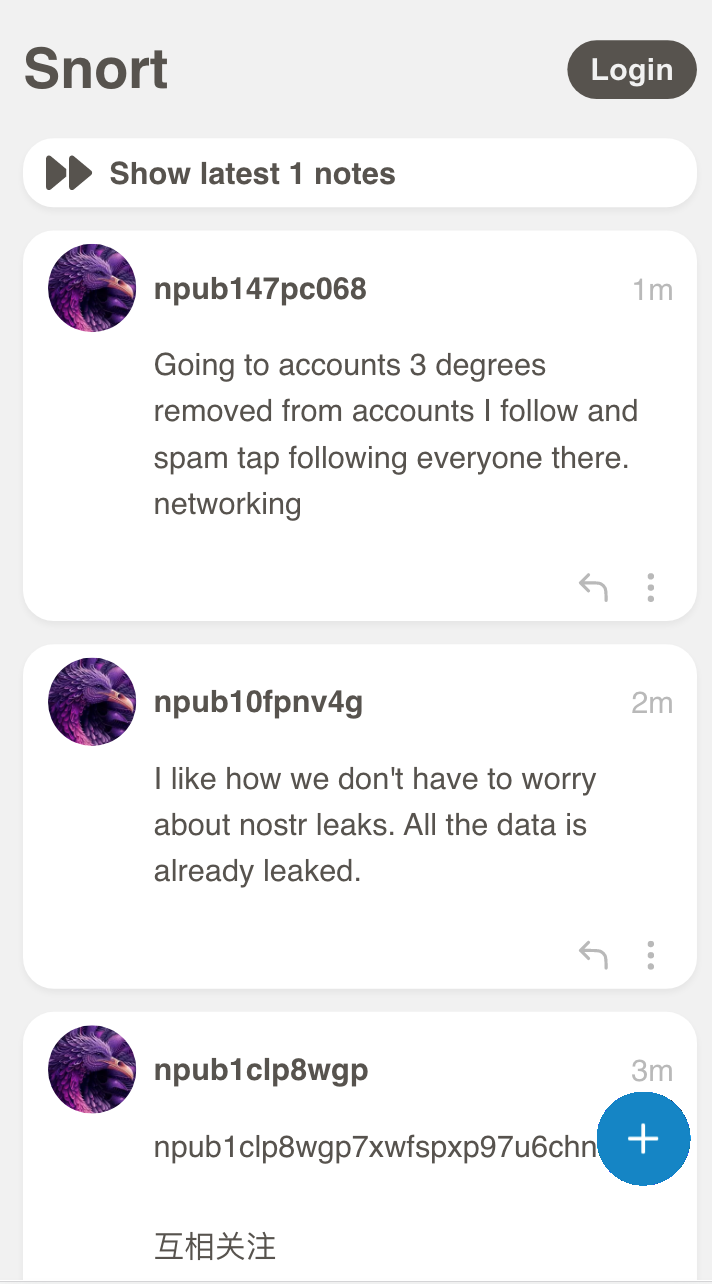 Snort
Login
Show latest 1 notes
npub147pc068
1m
Going to accounts 3 degrees
removed from accounts I follow and
spam tap following everyone there.
networking
npub10fpnv4g
2m
I like how we don't have to worry
about nostr leaks. All the data is
already leaked.
npub1clp8wgp
3m
npub1clp8wgp7xwfspxp97u6chn
互相关注